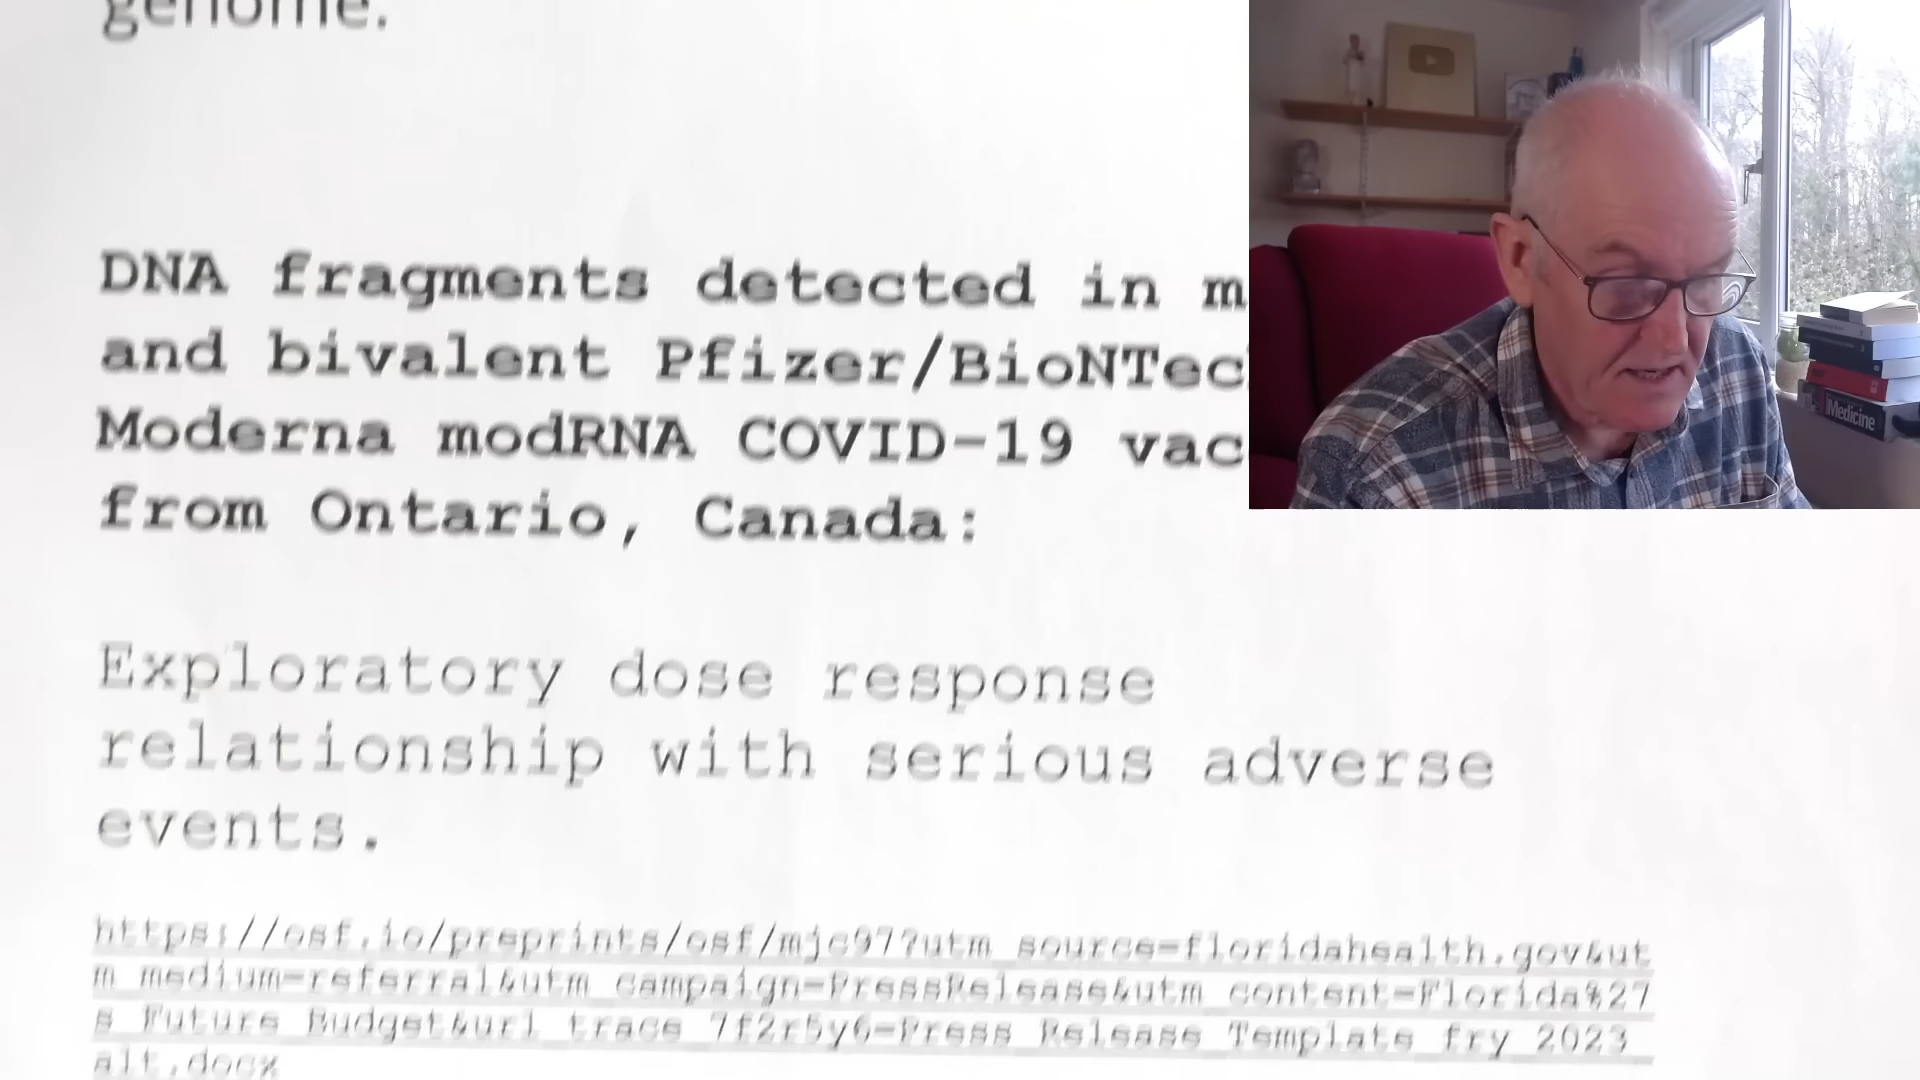 genome.
DNA fragments detected in m
and bivalent Pfizer/BioNTec
Moderna modRNA COVID-19 vac
from Ontario, Canada:
Exploratory dose response
relationship with serious adverse
events.
https://osf.io/preprints/osf/mjc97?utm_source=floridahealth.gov&ut
m_medium=referral&utm_campaign=PressRelease&utm_content=Florida%27
s_Future_Budget&url_trace_7f2r5y6=Press_Release_Template_fry_2023_
alt.docx
Medicine